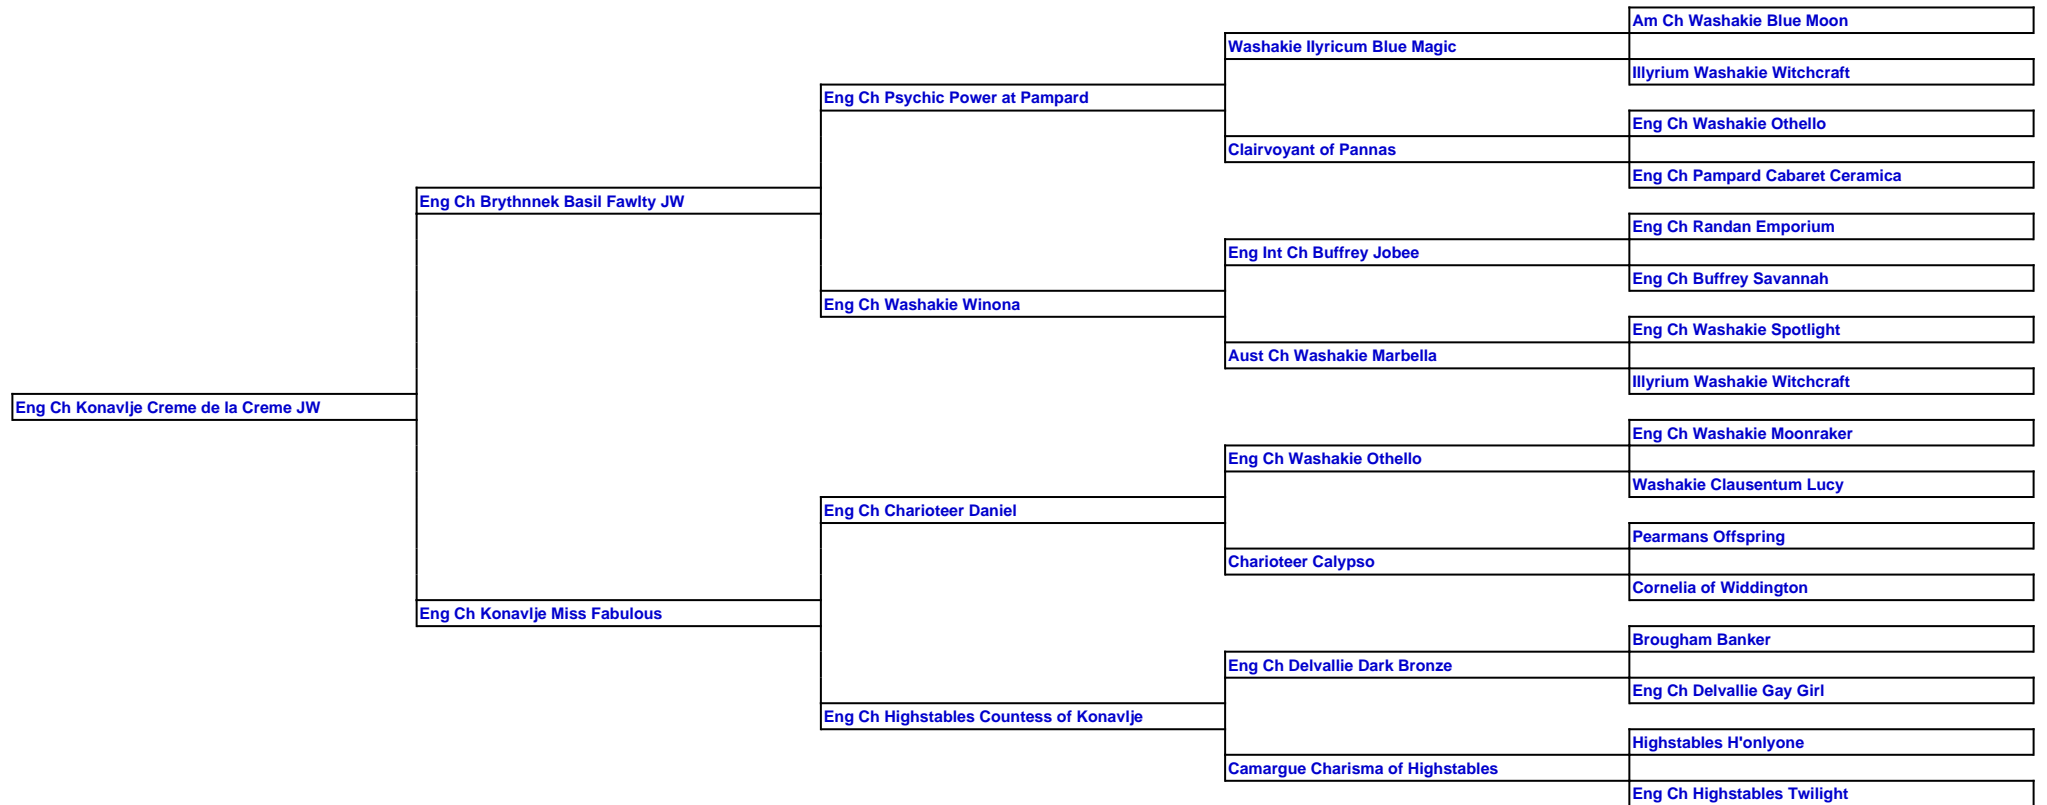 Am Ch Washakie Blue Moon
Washakie Ilyricum Blue Magic
Illyrium Washakie Witchcraft
Eng Ch Psychic Power at Pampard
Eng Ch Washakie Othello
Clairvoyant of Pannas
Eng Ch Pampard Cabaret Ceramica
Eng Ch Brythnnek Basil Fawlty JW
Eng Ch Randan Emporium
Eng Int Ch Buffrey Jobee
Eng Ch Buffrey Savannah
Eng Ch Washakie Winona
Eng Ch Washakie Spotlight
Aust Ch Washakie Marbella
Illyrium Washakie Witchcraft
Eng Ch Konavlje Creme de la Creme JW
Eng Ch Washakie Moonraker
Eng Ch Washakie Othello
Washakie Clausentum Lucy
Eng Ch Charioteer Daniel
Pearmans Offspring
Charioteer Calypso
Cornelia of Widdington
Eng Ch Konavlje Miss Fabulous
Brougham Banker
Eng Ch Delvallie Dark Bronze
Eng Ch Delvallie Gay Girl
Eng Ch Highstables Countess of Konavlje
Highstables H'onlyone
Camargue Charisma of Highstables
Eng Ch Highstables Twilight